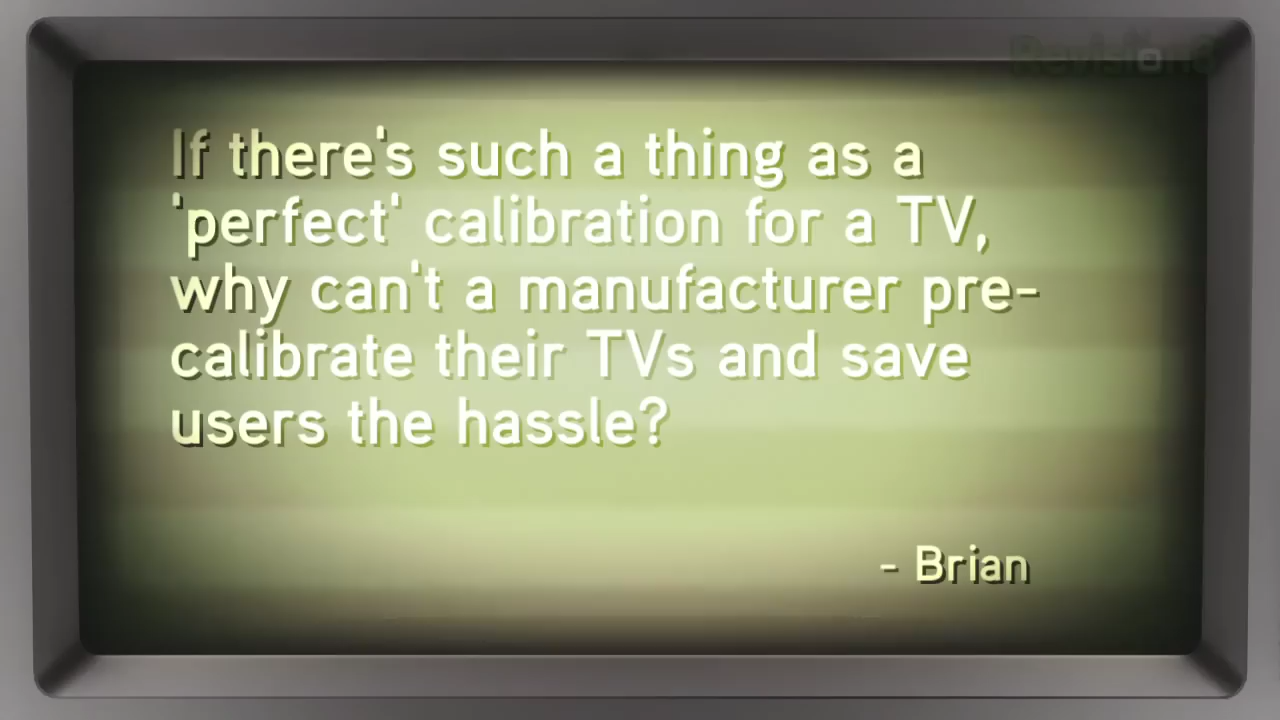 Revision3
If there's such a thing as a
'perfect' calibration for a TV,
why can't a manufacturer pre-
calibrate their TVs and save
users the hassle?
- Brian